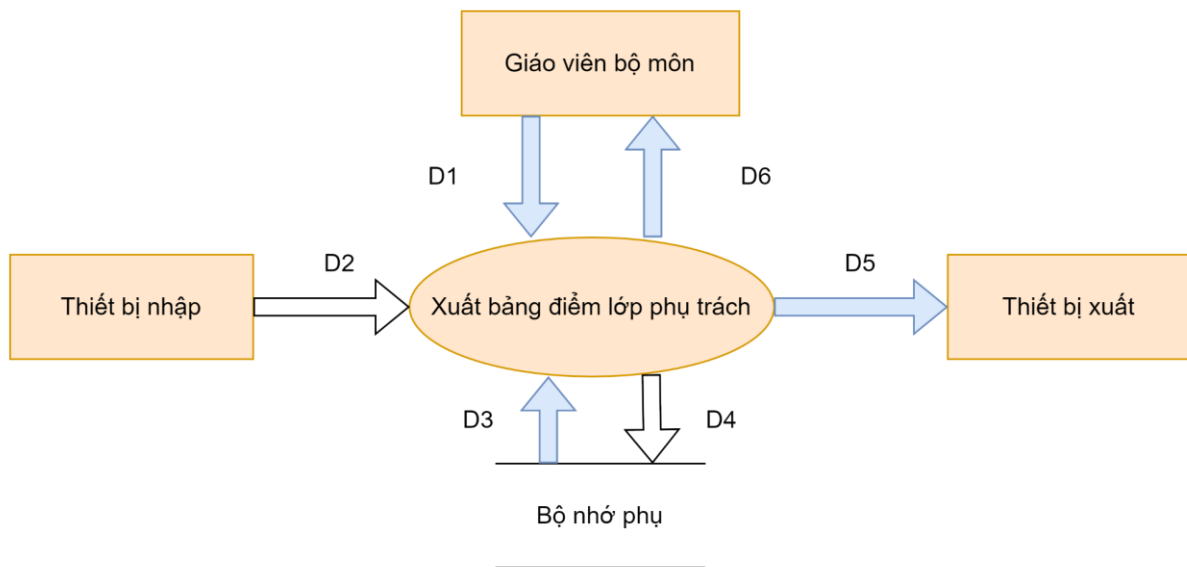 Giáo viên bộ môn
D1
D6
D2
D5
Thiết bị nhập
Xuất bảng điểm lớp phụ trách
Thiết bị xuất
D3
D4
Bộ nhớ phụ